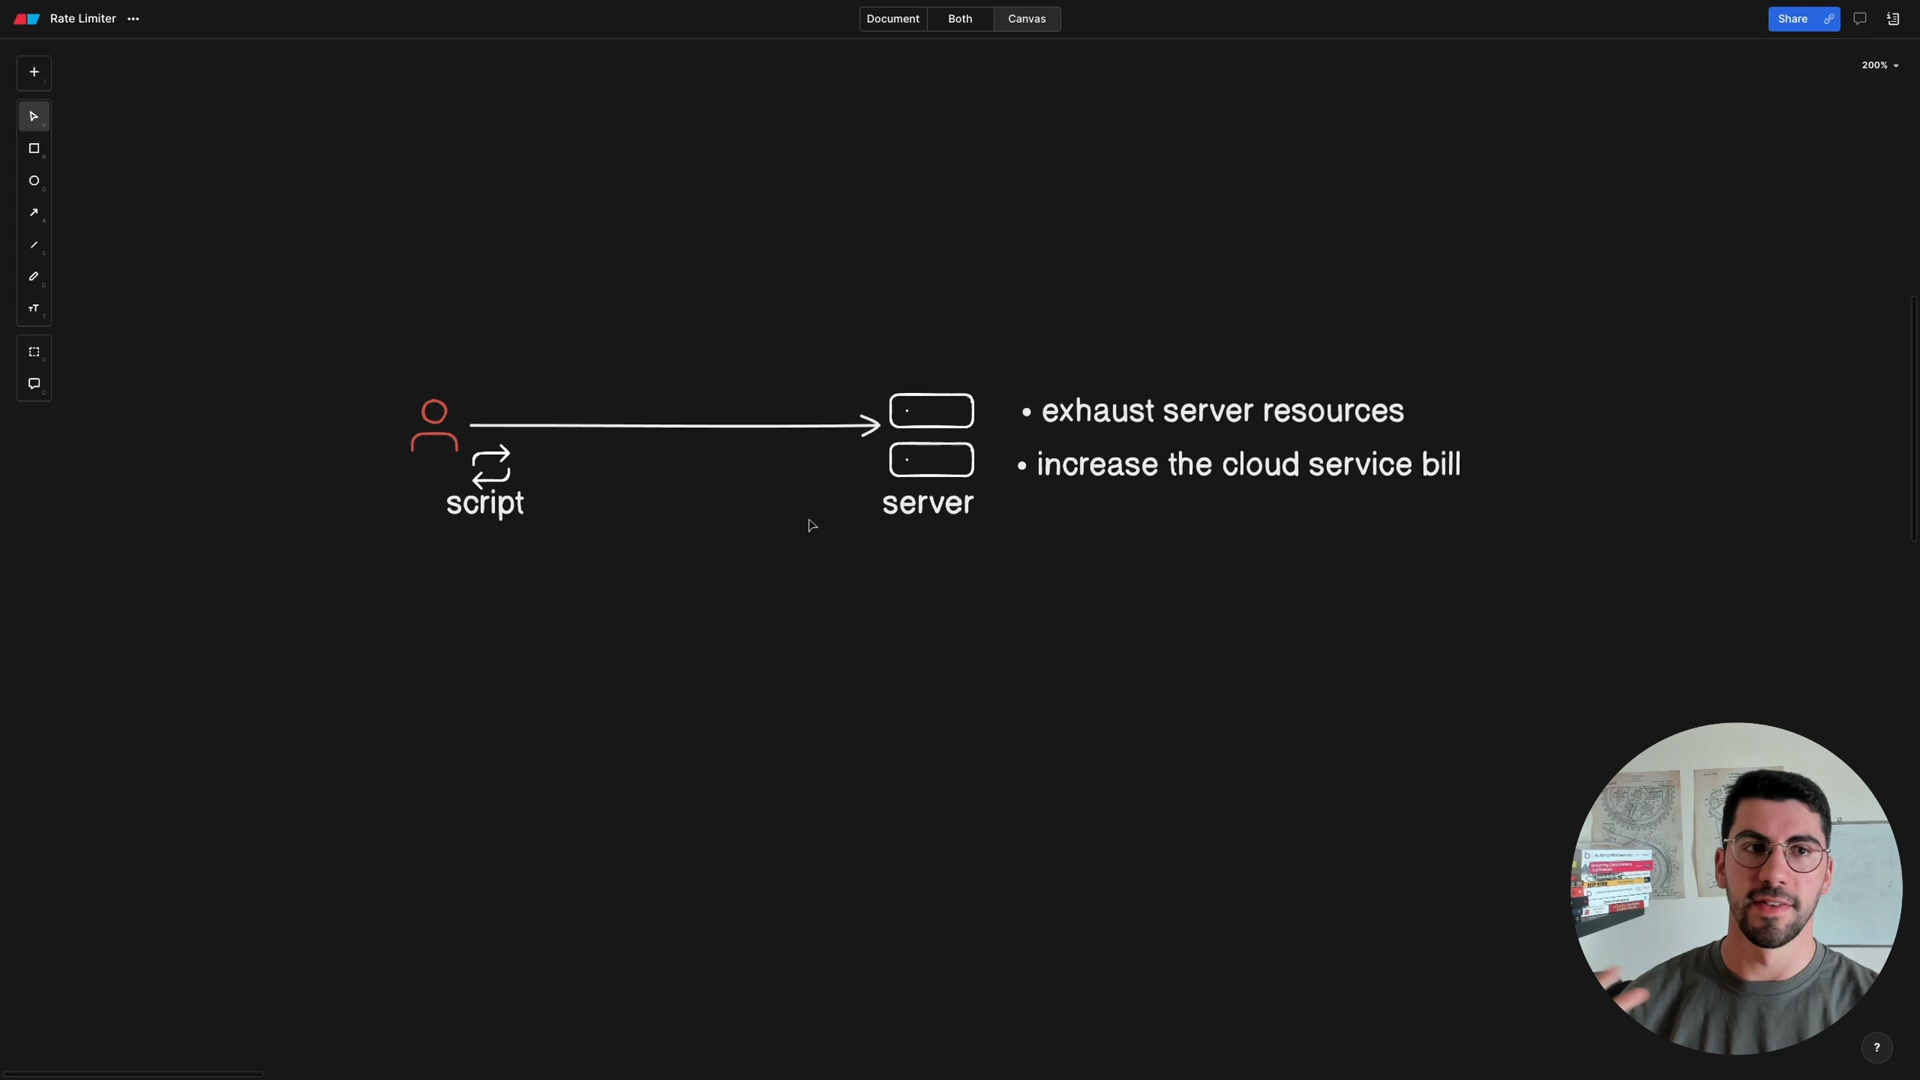 Rate Limiter
Document
Both
Canvas
Share
200%
exhaust server resources
increase the cloud service bill
script
server
?